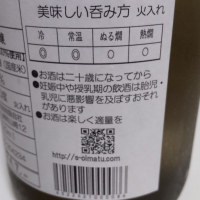 美味しい呑み方 火入れ
冷 常温 ぬる燗 熱燗
◎ ◎ ○ ○
●お酒は二十歳になってから
●妊娠中や授乳期の飲酒は胎児・
乳児に悪影響を及ぼすおそれ
があります
●お酒は楽しく適量を
http://s-oimatu.com